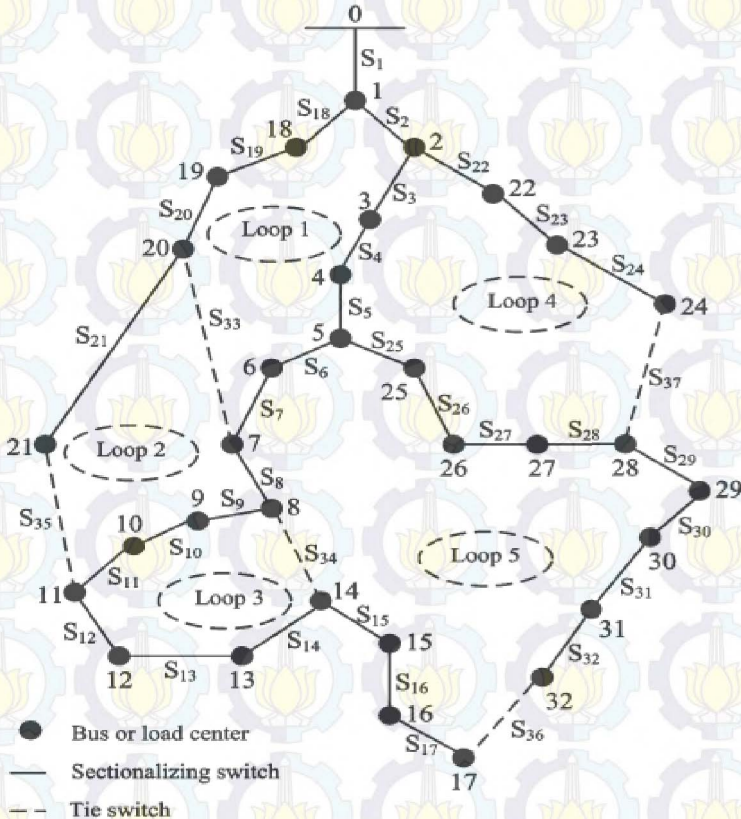 0
S₁
1
S₁₈
S₂
18
2
S₁₉
19
S₂₂
S₃
22
S₂₀
3
S₂₃
Loop 1
23
20
S₄
S₂₄
4
Loop 4
24
S₃₃
S₅
S₂₁
5
S₂₅
6
S₆
25
S₃₇
S₇
S₂₆
21
Loop 2
7
S₂₇
S₂₈
26
27
28
S₂₉
S₈
29
9
S₉
8
S₃₅
10
S₁₀
S₃₀
S₃₄
Loop 5
30
S₁₁
11
Loop 3
14
S₃₁
S₁₅
31
S₁₂
S₁₄
15
12
S₁₃
13
S₃₂
S₁₆
32
16
S₃₆
S₁₇
17
Bus or load center
Sectionalizing switch
Tie switch